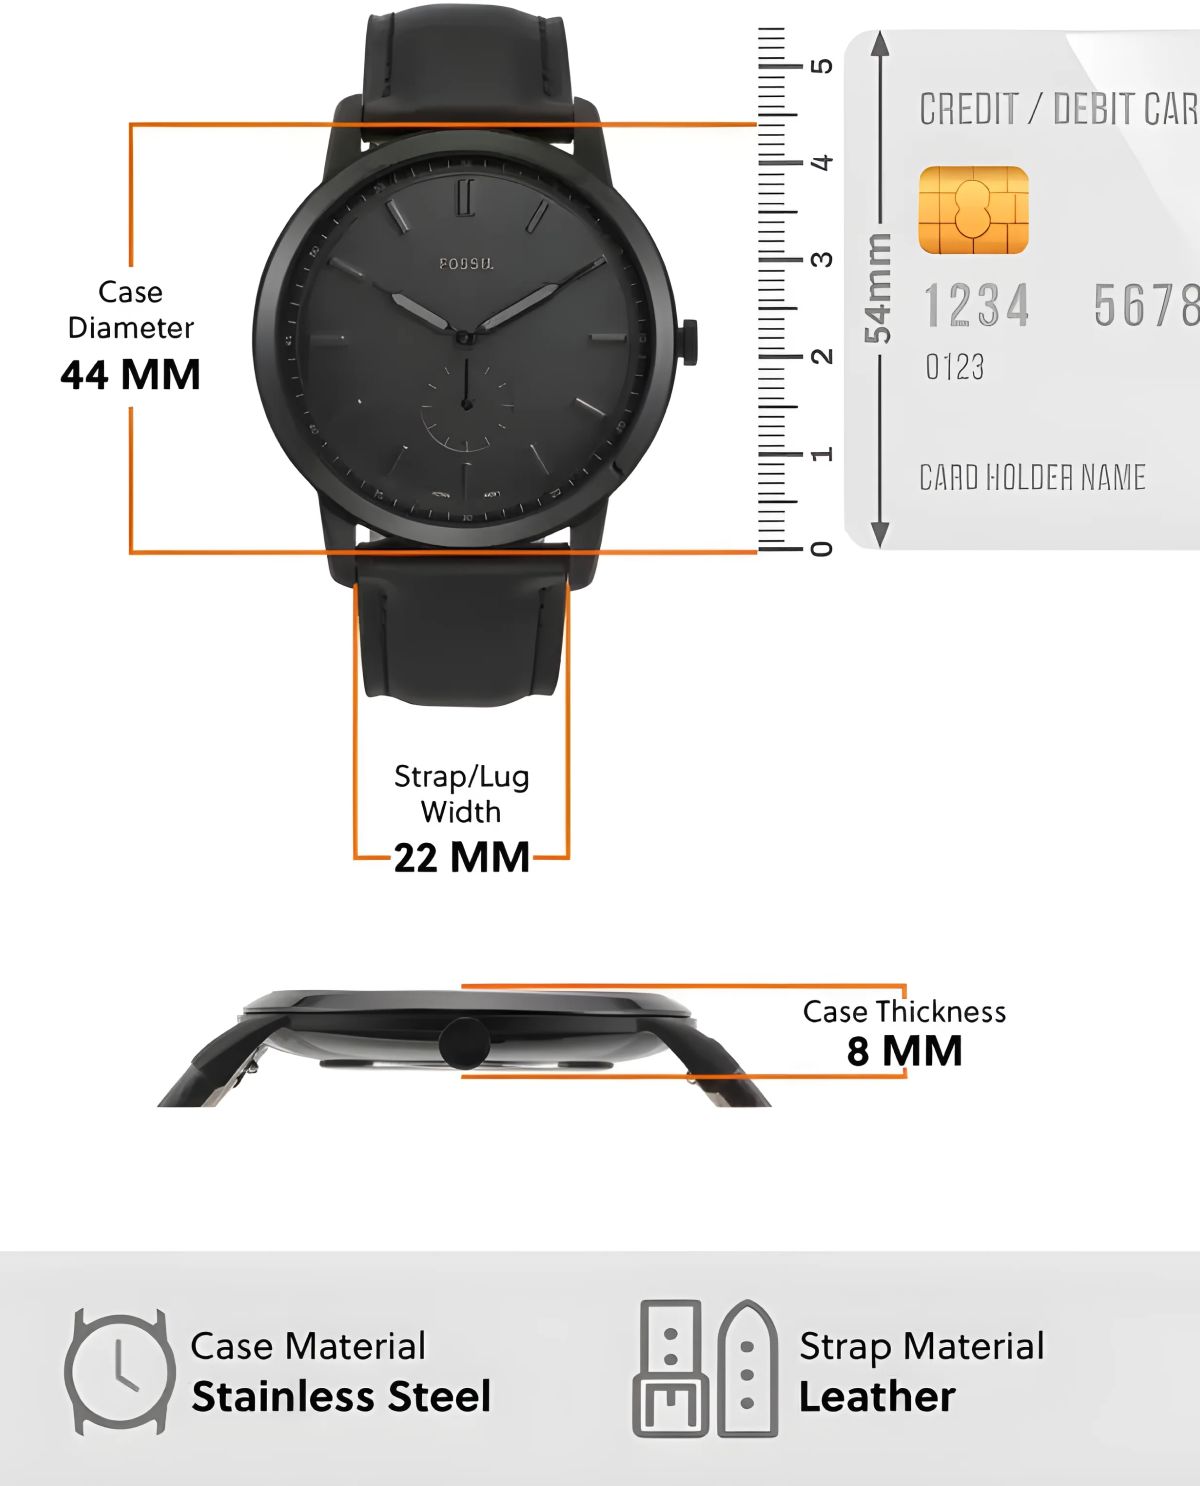 5
CREDIT / DEBIT CAR
4
3
FOSSIL
Case
Diameter
44 MM
54mm
1234 5678
2
0123
1
CARD HOLDER NAME
0
Strap/Lug
Width
22 MM
Case Thickness
8 MM
Case Material
Stainless Steel
Strap Material
Leather